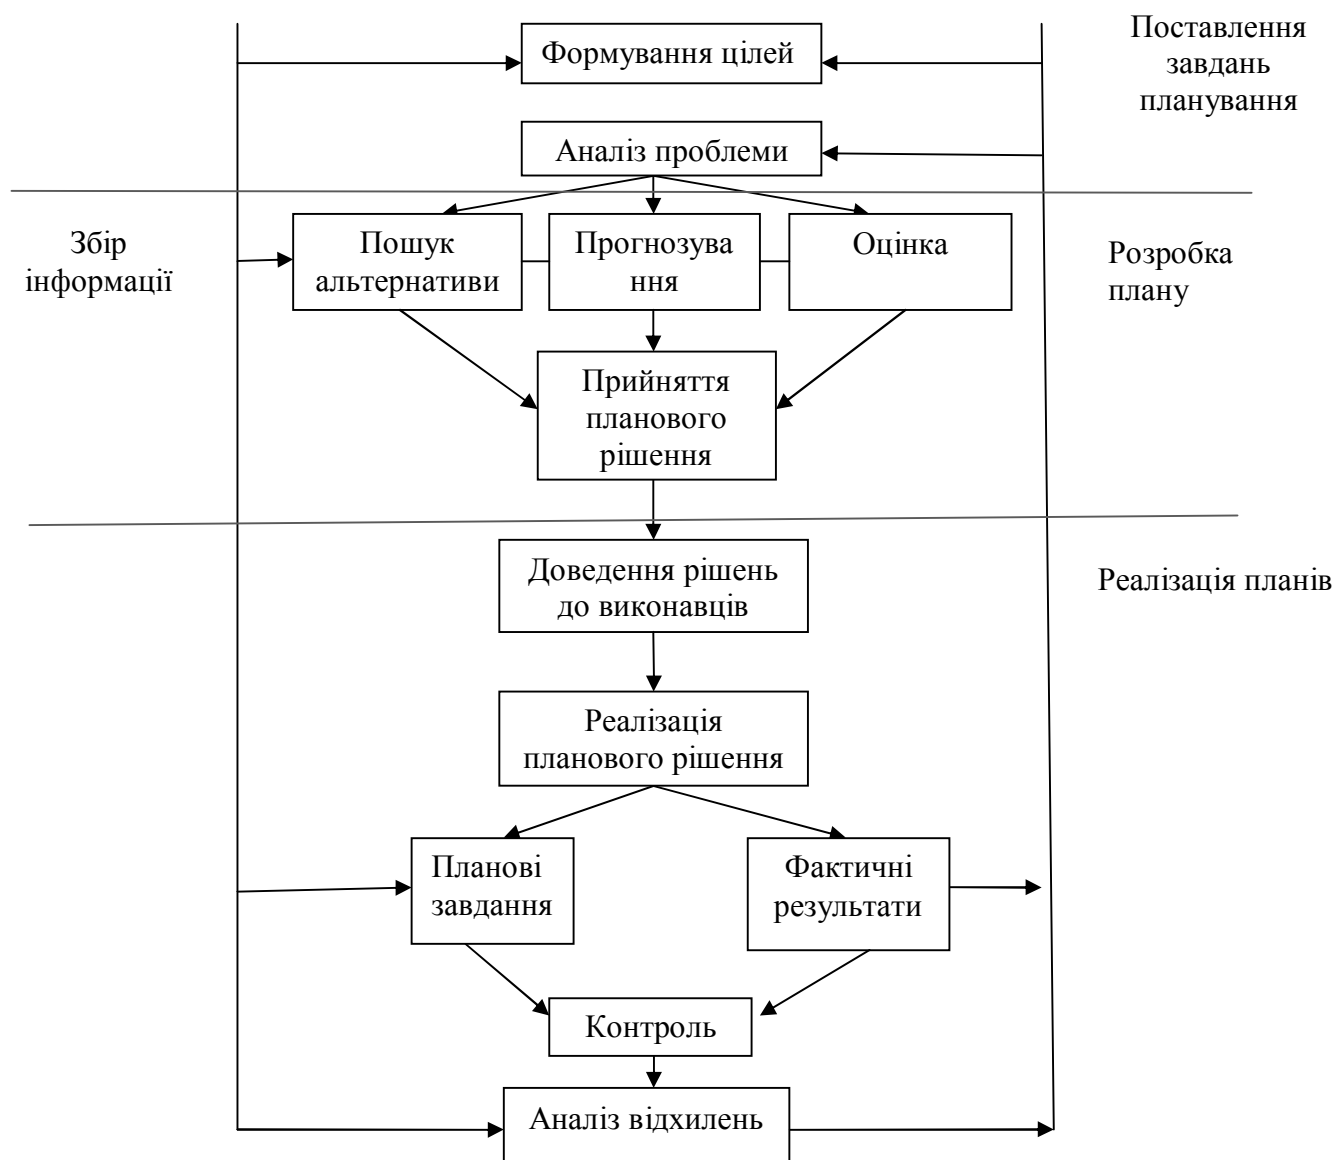 Формування цілей
Поставлення
завдань
планування
Аналіз проблеми
Збір
інформації
Пошук
альтернативи
Прогнозува
ння
Оцінка
Розробка
плану
Прийняття
планового
рішення
Доведення рішень
до виконавців
Реалізація планів
Реалізація
планового рішення
Планові
завдання
Фактичні
результати
Контроль
Аналіз відхилень